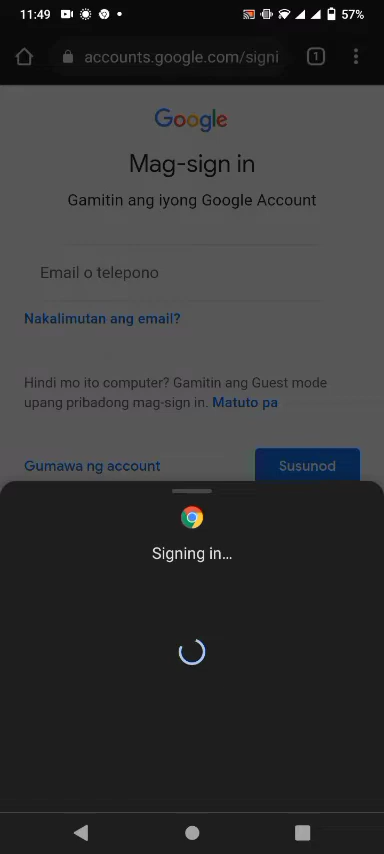 11:49
57%
accounts.google.com/signi
1
Google
Mag-sign in
Gamitin ang iyong Google Account
Email o telepono
Nakalimutan ang email?
Hindi mo ito computer? Gamitin ang Guest mode
upang pribadong mag-sign in. Matuto pa
Gumawa ng account
Susunod
Signing in…